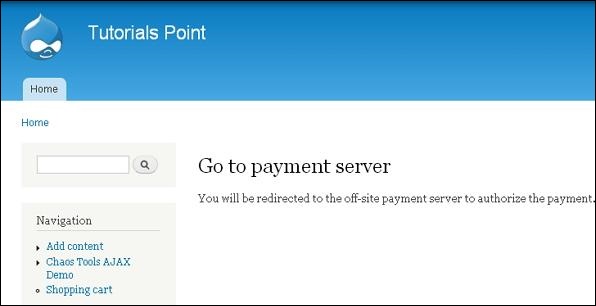 Tutorials Point
Home
Home
Go to payment server
You will be redirected to the off-site payment server to authorize the payment.
Navigation
Add content
Chaos Tools AJAX
Demo
Shopping cart